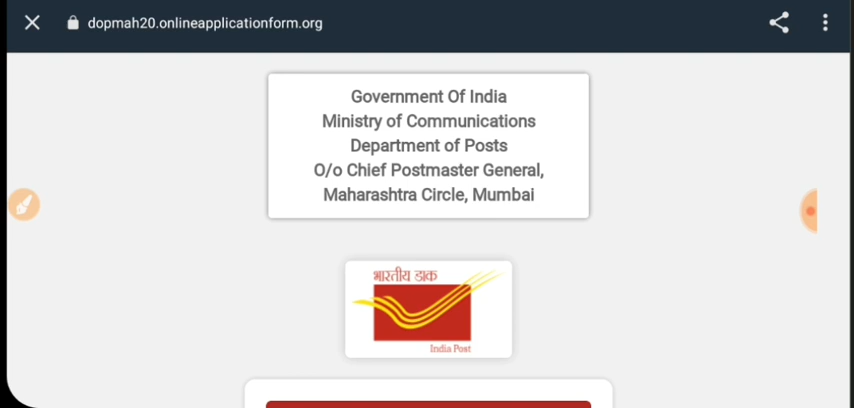 dopmah20.onlineapplicationform.org
Government Of India
Ministry of Communications
Department of Posts
O/o Chief Postmaster General,
Maharashtra Circle, Mumbai
भारतीय डाक
India Post